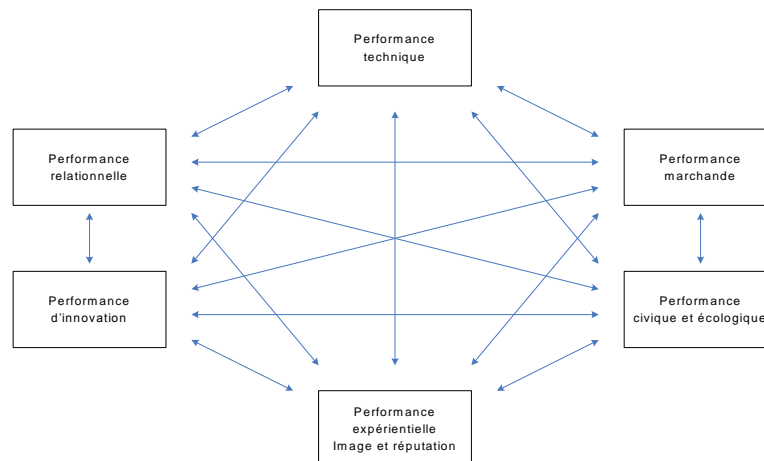 Performance
technique
Performance
relationnelle
Performance
marchande
Performance
d'innovation
Performance
civique et écologique
Performance
expérientielle
Image et réputation